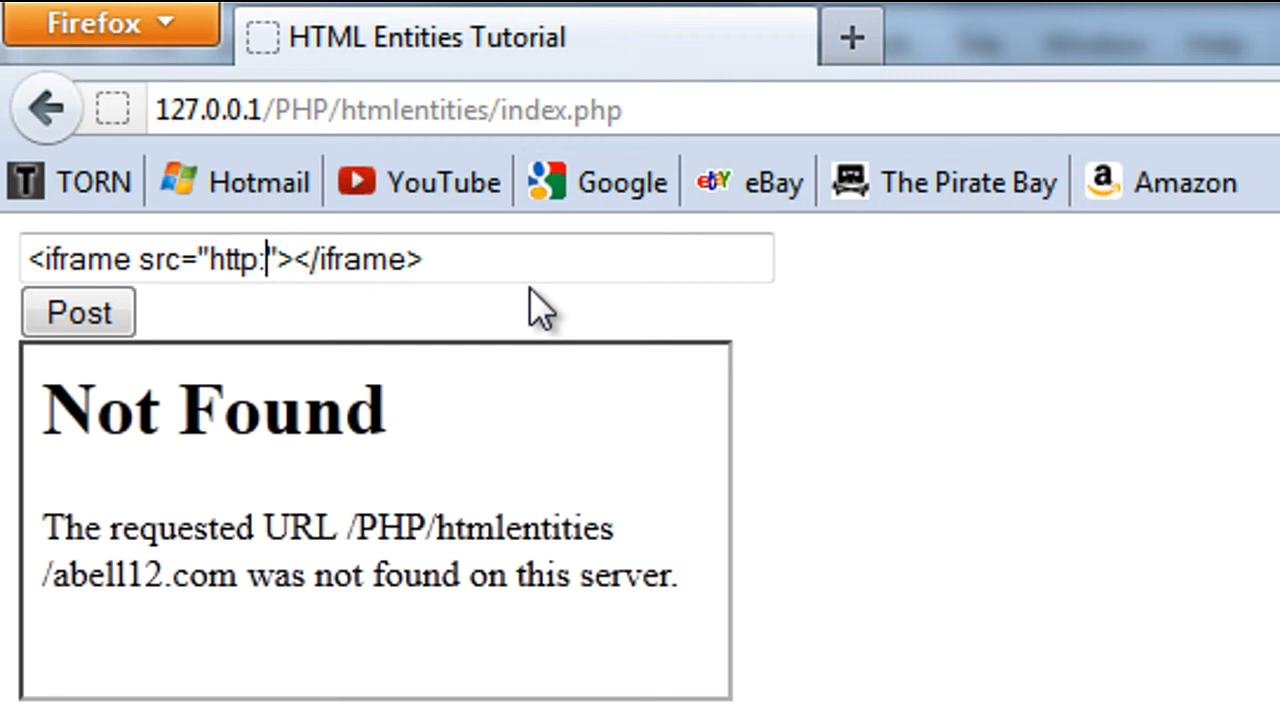 Firefox
HTML Entities Tutorial
+
127.0.0.1/PHP/htmlentities/index.php
T TORN Hotmail YouTube Google ebY eBay The Pirate Bay a Amazon
<iframe src="http:"></iframe>
Post
Not Found
The requested URL /PHP/htmlentities
/abell12.com was not found on this server.